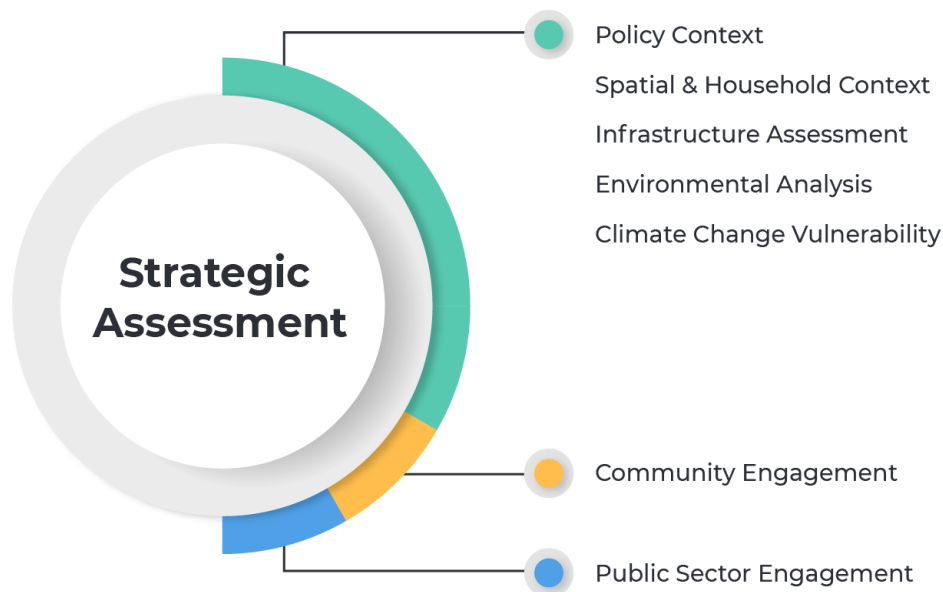 Policy Context
Spatial & Household Context
Infrastructure Assessment
Environmental Analysis
Climate Change Vulnerability
Strategic
Assessment
Community Engagement
Public Sector Engagement